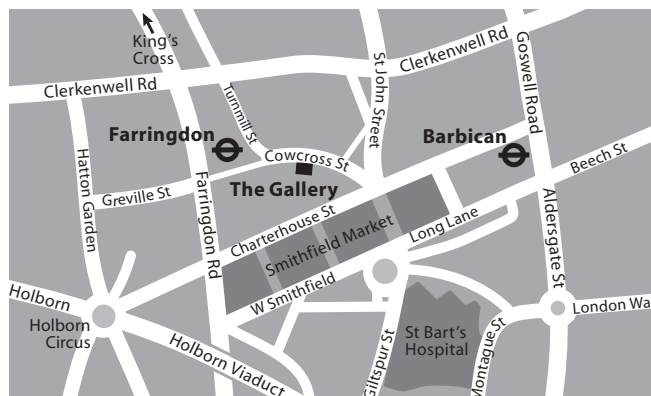 King's
Cross
Clerkenwell Rd
Clerkenwell Rd
St John Street
Goswell Road
Turnmill St
Farringdon
Barbican
Cowcross St
Beech St
Hatton Garden
Greville St
The Gallery
Farringdon Rd
Charterhouse St
Smithfield Market
Long Lane
Aldersgate St
W Smithfield
Holborn
Holborn
Circus
Holborn Viaduct
Giltspur St
St Bart's
Hospital
Montague St
London Wa